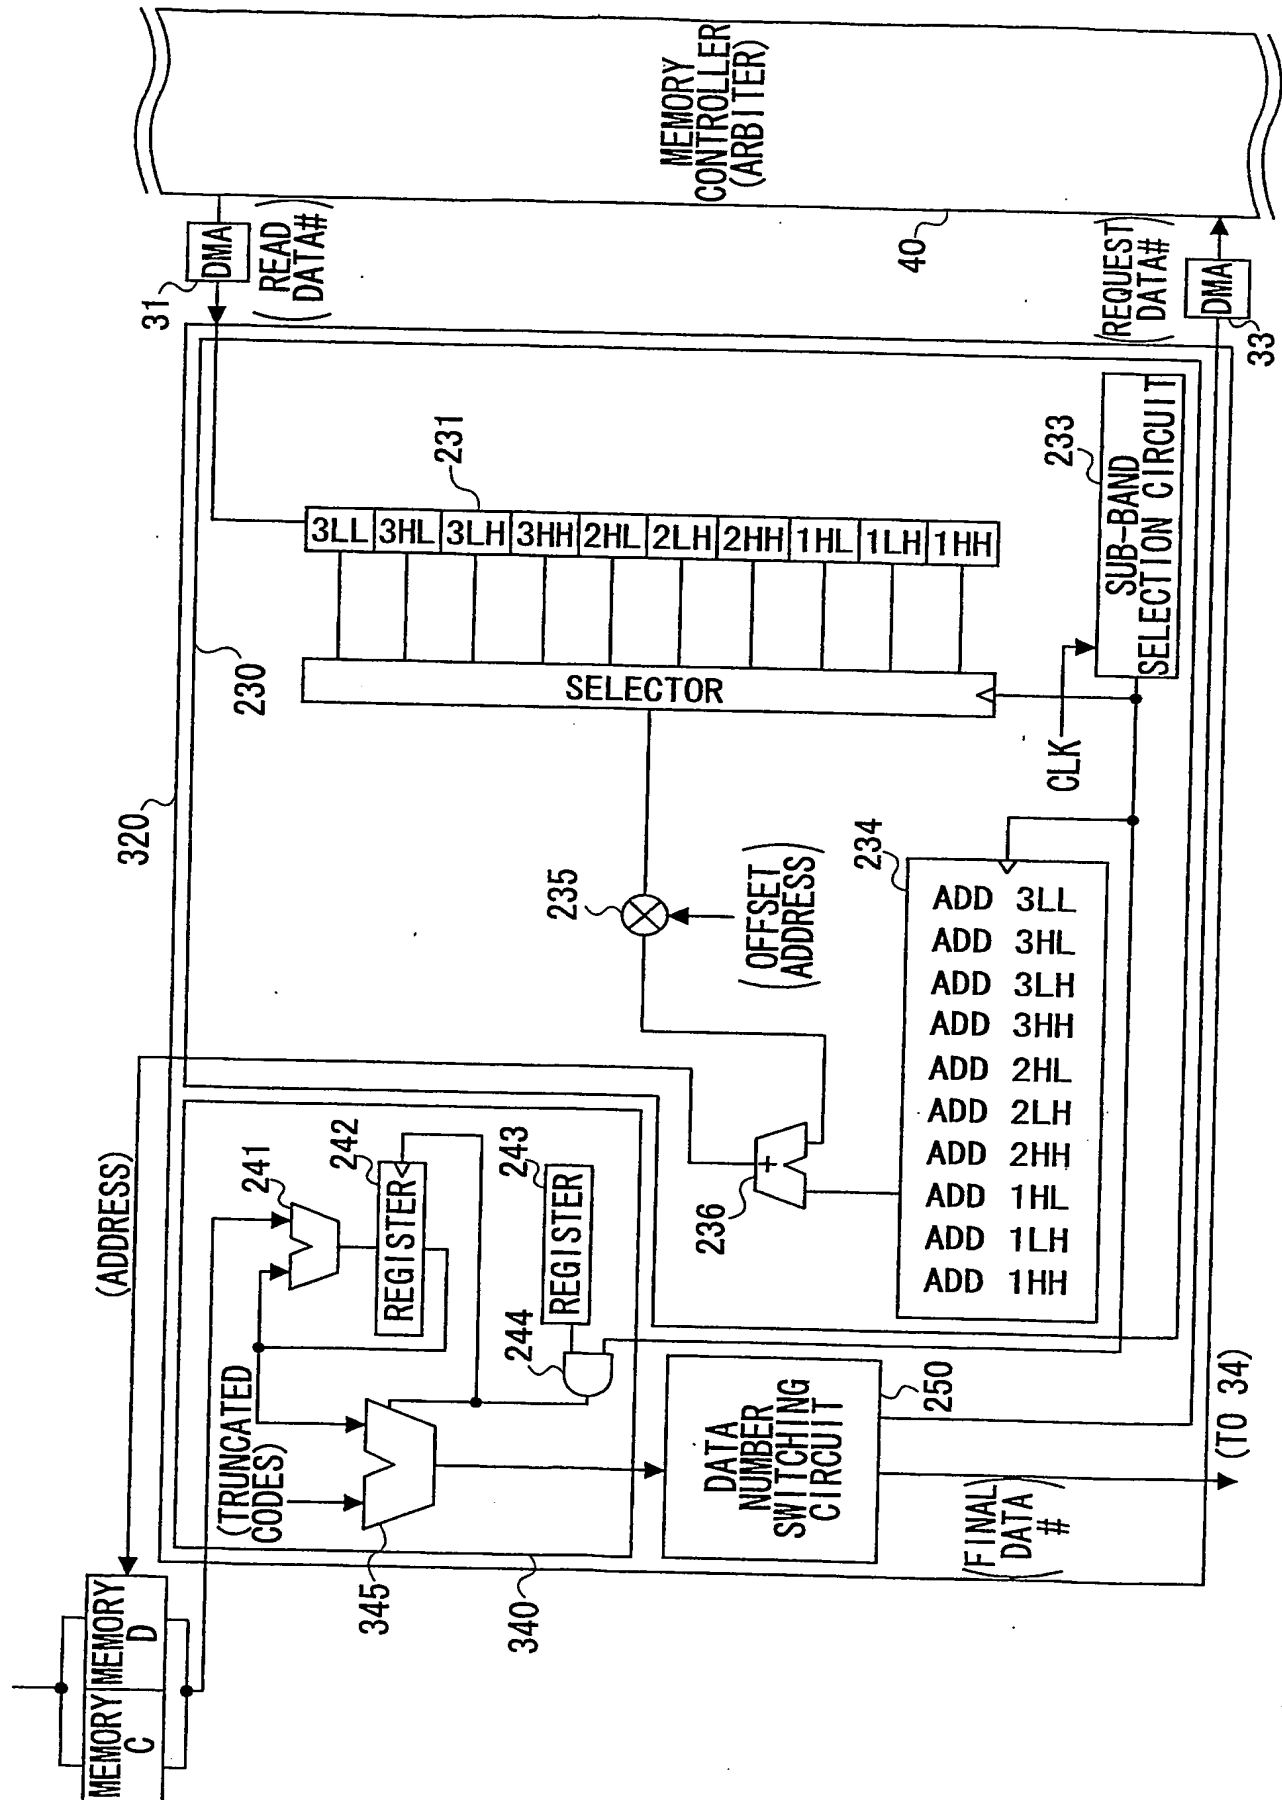 MEMORY
CONTROLLER
(ARBITER)
40
DMA
31
(READ
DATA#)
(REQUEST
DATA#)
DMA
33
320
230
231
3LL
3HL
3LH
3HH
2HL
2LH
2HH
1HL
1LH
1HH
SELECTOR
SUB-BAND
SELECTION CIRCUIT
233
CLK
235
(OFFSET
ADDRESS)
234
ADD 3LL
ADD 3HL
ADD 3LH
ADD 3HH
ADD 2HL
ADD 2LH
ADD 2HH
ADD 1HL
ADD 1LH
ADD 1HH
236
+
(ADDRESS)
241
242
REGISTER
243
REGISTER
244
(TRUNCATED
CODES)
345
340
DATA
NUMBER
SWITCHING
CIRCUIT
250
(FINAL
DATA
#)
(TO 34)
MEMORY
C
MEMORY
D